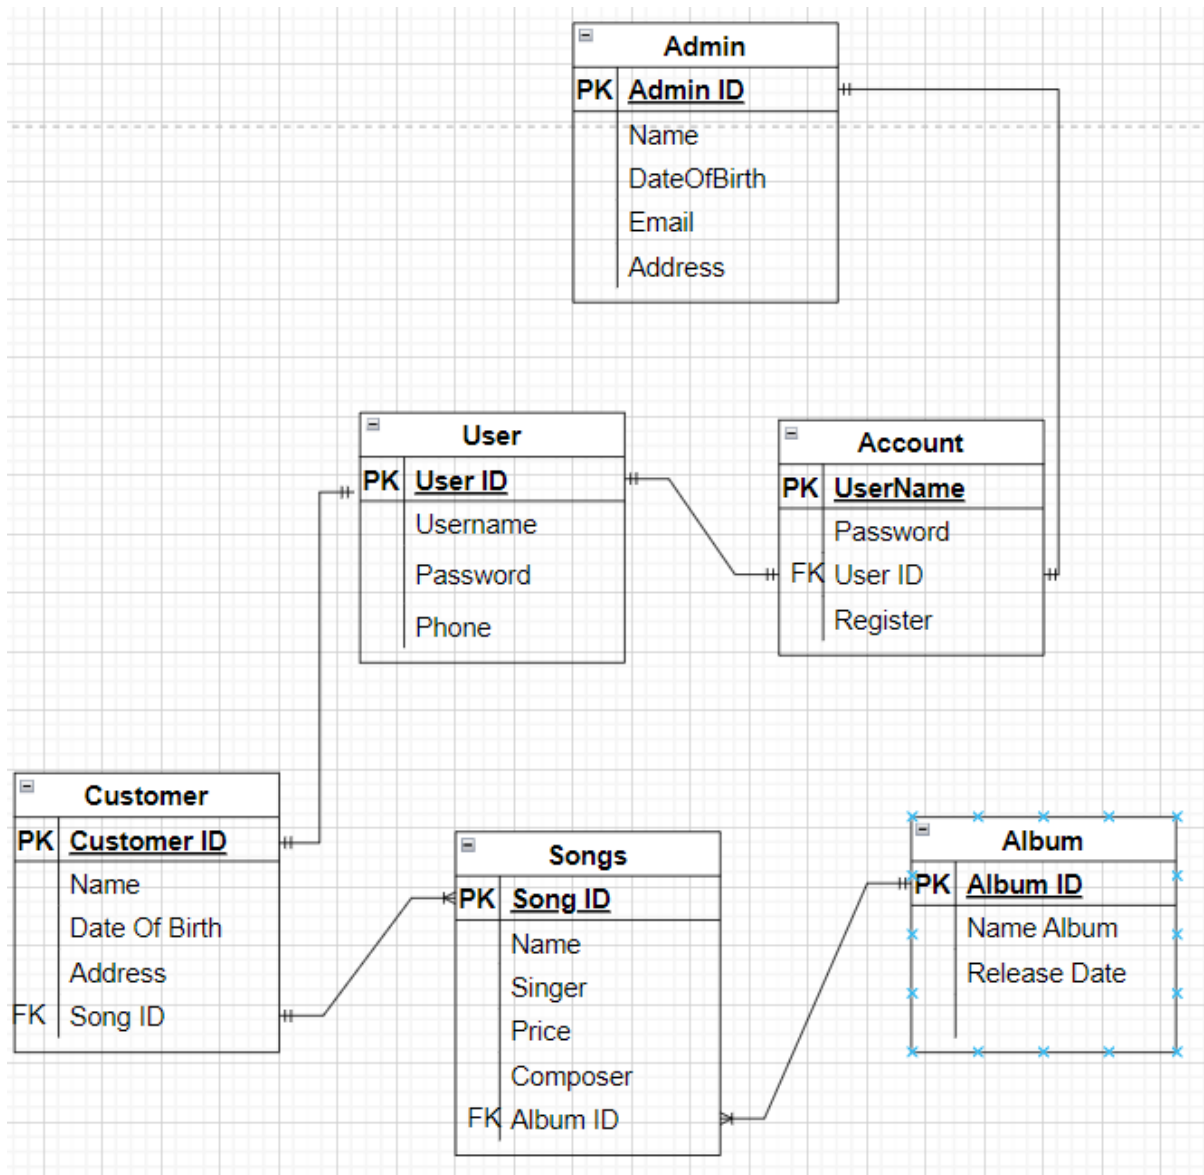 Admin
PK Admin ID
Name
DateOfBirth
Email
Address
User
PK User ID
Username
Password
Phone
Account
PK UserName
Password
FK User ID
Register
Customer
PK Customer ID
Name
Date Of Birth
Address
FK Song ID
Songs
PK Song ID
Name
Singer
Price
Composer
FK Album ID
Album
PK Album ID
Name Album
Release Date